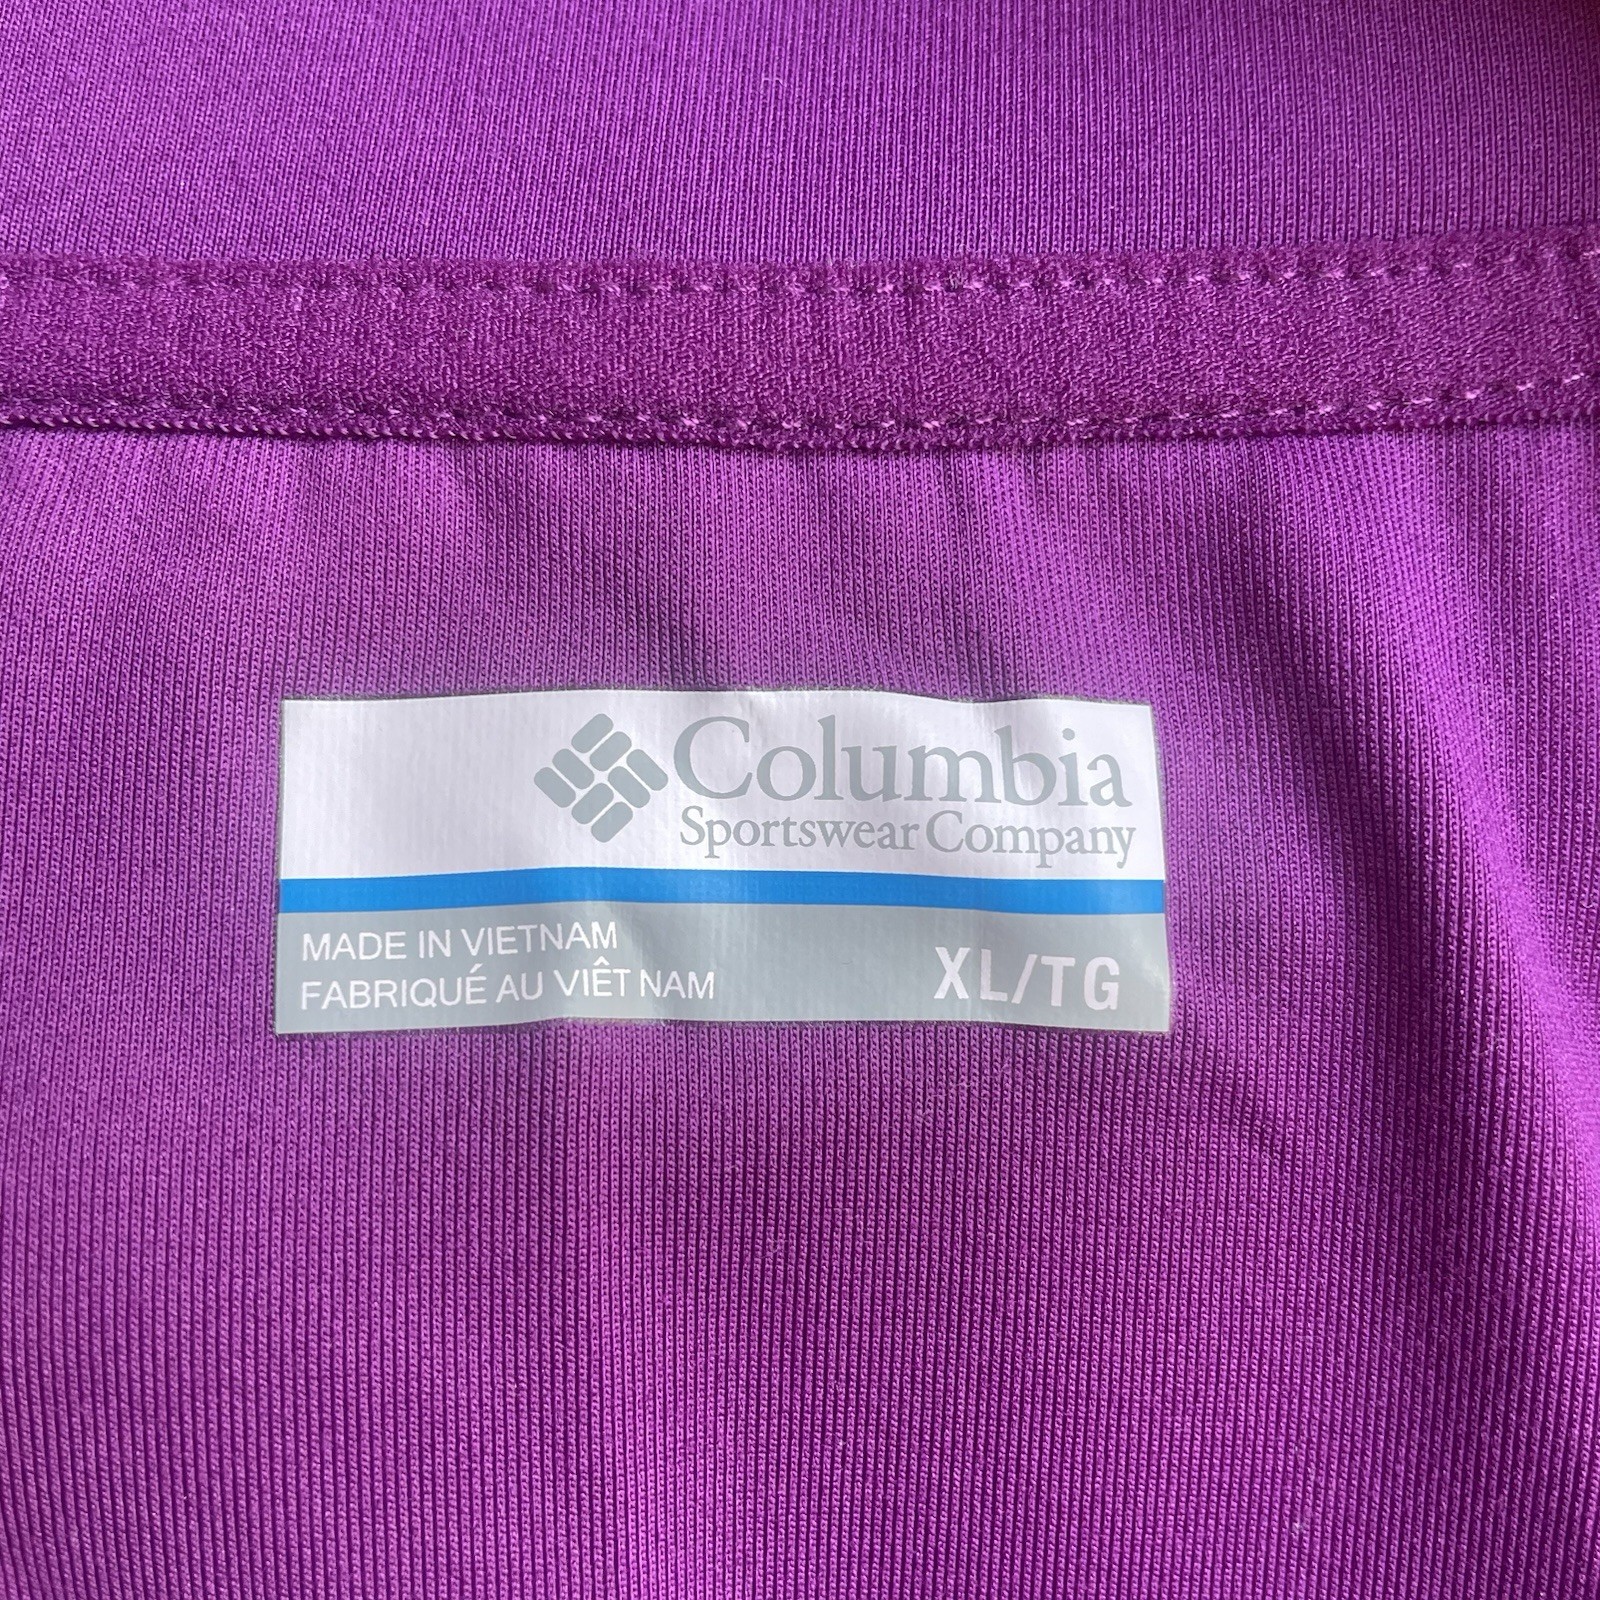 Columbia
Sportswear Company
MADE IN VIETNAM
FABRIQUÉ AU VIÊT NAM
XL/TG